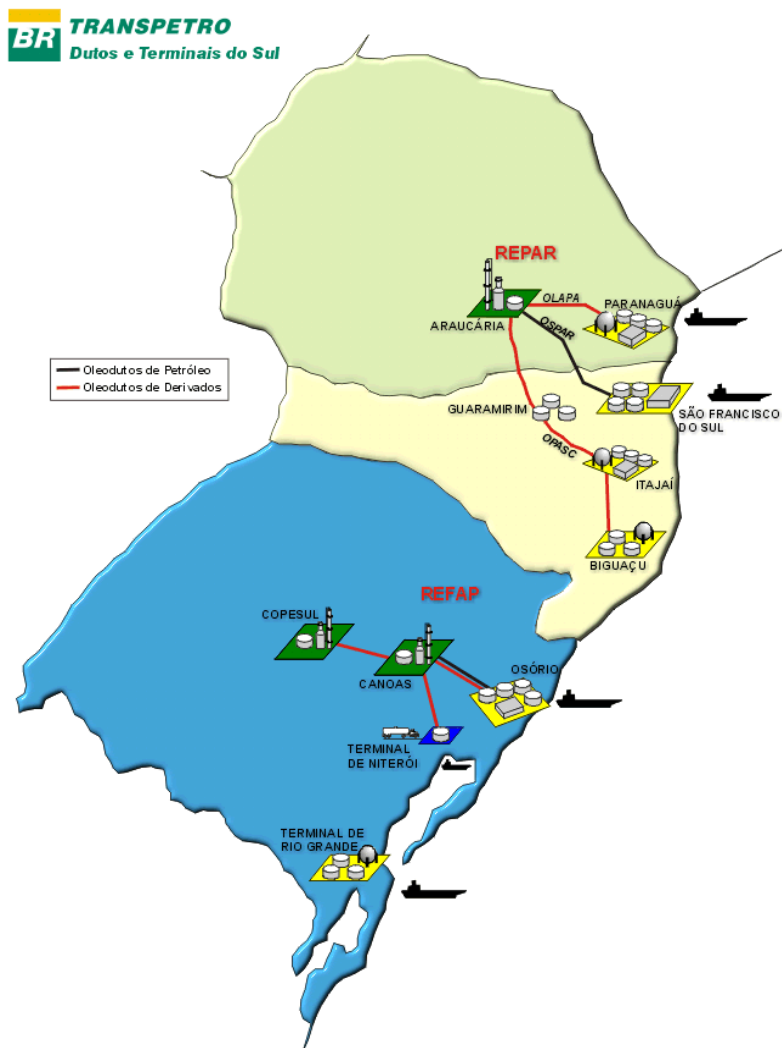 BR TRANSPETRO
Dutos e Terminais do Sul
REPAR
OLAPA
PARANAGUÁ
ARAUCÁRIA
OSPAR
Oleodutos de Petróleo
Oleodutos de Derivados
GUARAMIRIM
SÃO FRANCISCO
DO SUL
OPASC
ITAJAÍ
BIGUAÇU
REFAP
COPESUL
OSÓRIO
CANOAS
TERMINAL
DE NITERÓI
TERMINAL DE
RIO GRANDE